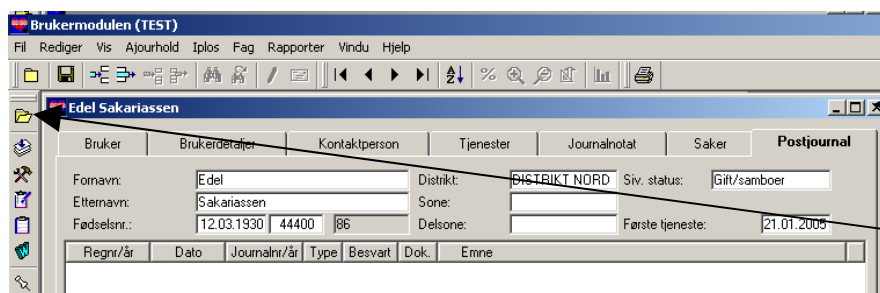 Brukermodulen (TEST)
Fil Rediger Vis Ajourhold Iplos Fag Rapporter Vindu Hjelp
Edel Sakariassen
Bruker Brukerdetaljer Kontaktperson Tjenester Journalnotat Saker Postjournal
Fornavn: Edel Distrikt: DISTRIKT NORD Siv. status: Gift/samboer
Etternavn: Sakariassen Sone:
Fødselsnr.: 12.03.1930 44400 86 Delsone: Første tjeneste: 21.01.2005
Regnr/år Dato Journalnr/år Type Besvart Dok. Emne